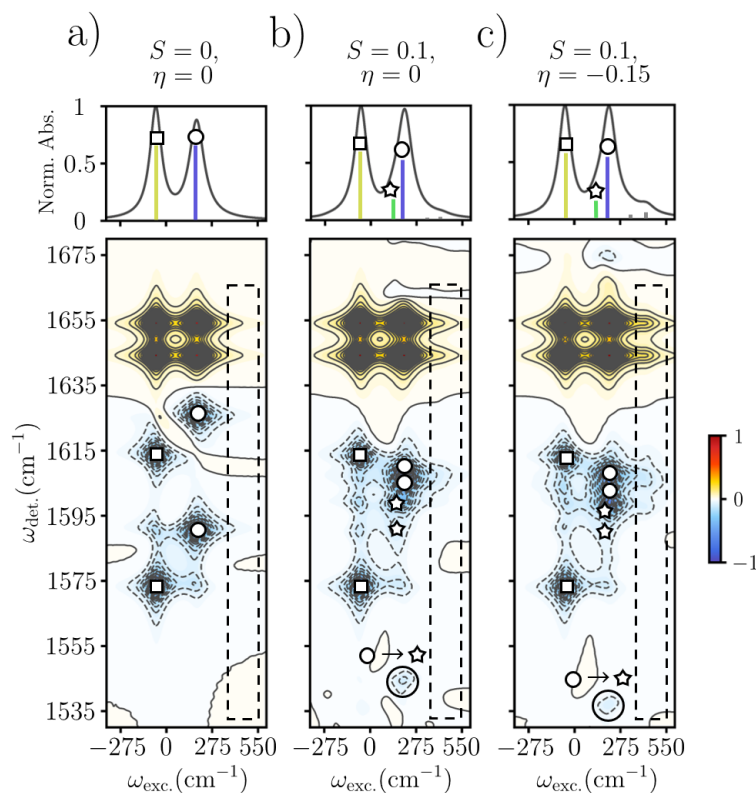 a) b) c)
S = 0, S = 0.1, S = 0.1,
η = 0 η = 0 η = −0.15
Norm. Abs.
1
0.5
0
ω_det.(cm⁻¹)
1675
1655
1635
1615
1595
1575
1555
1535
−275 0 275 550 −275 0 275 550 −275 0 275 550
ω_exc.(cm⁻¹) ω_exc.(cm⁻¹) ω_exc.(cm⁻¹)
1
0
−1